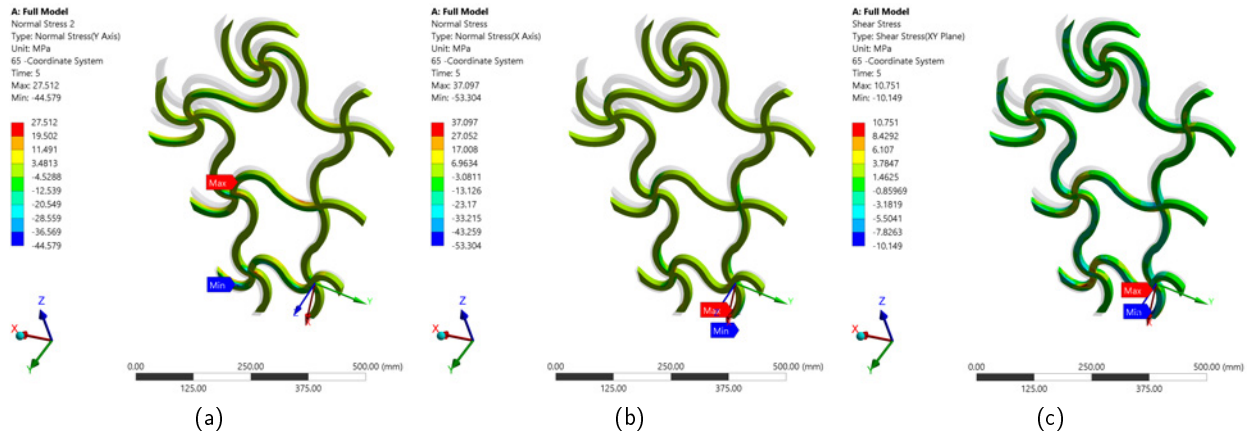 A: Full Model
Normal Stress 2
Type: Normal Stress(Y Axis)
Unit: MPa
65 -Coordinate System
Time: 5
Max: 27.512
Min: -44.579
27.512
19.502
11.491
3.4813
-4.5288
-12.539
-20.549
-28.559
-36.569
-44.579
Max
Min
Y
Z
X
Z
X
Y
0.00 250.00 500.00 (mm)
125.00 375.00
(a)
A: Full Model
Normal Stress
Type: Normal Stress(X Axis)
Unit: MPa
65 -Coordinate System
Time: 5
Max: 37.097
Min: -53.304
37.097
27.052
17.008
6.9634
-3.0811
-13.126
-23.17
-33.215
-43.259
-53.304
Y
Max
Min
Z
X
Y
0.00 250.00 500.00 (mm)
125.00 375.00
(b)
A: Full Model
Shear Stress
Type: Shear Stress(XY Plane)
Unit: MPa
65 -Coordinate System
Time: 5
Max: 10.751
Min: -10.149
10.751
8.4292
6.107
3.7847
1.4625
-0.85969
-3.1819
-5.5041
-7.8263
-10.149
Y
Max
Min
X
Z
X
Y
0.00 250.00 500.00 (mm)
125.00 375.00
(c)